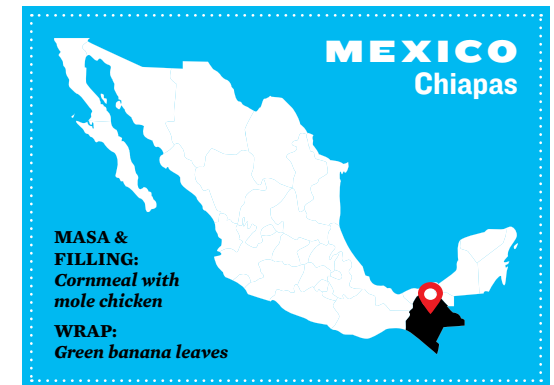 MEXICO
Chiapas
MASA &
FILLING:
Cornmeal with
mole chicken
WRAP:
Green banana leaves